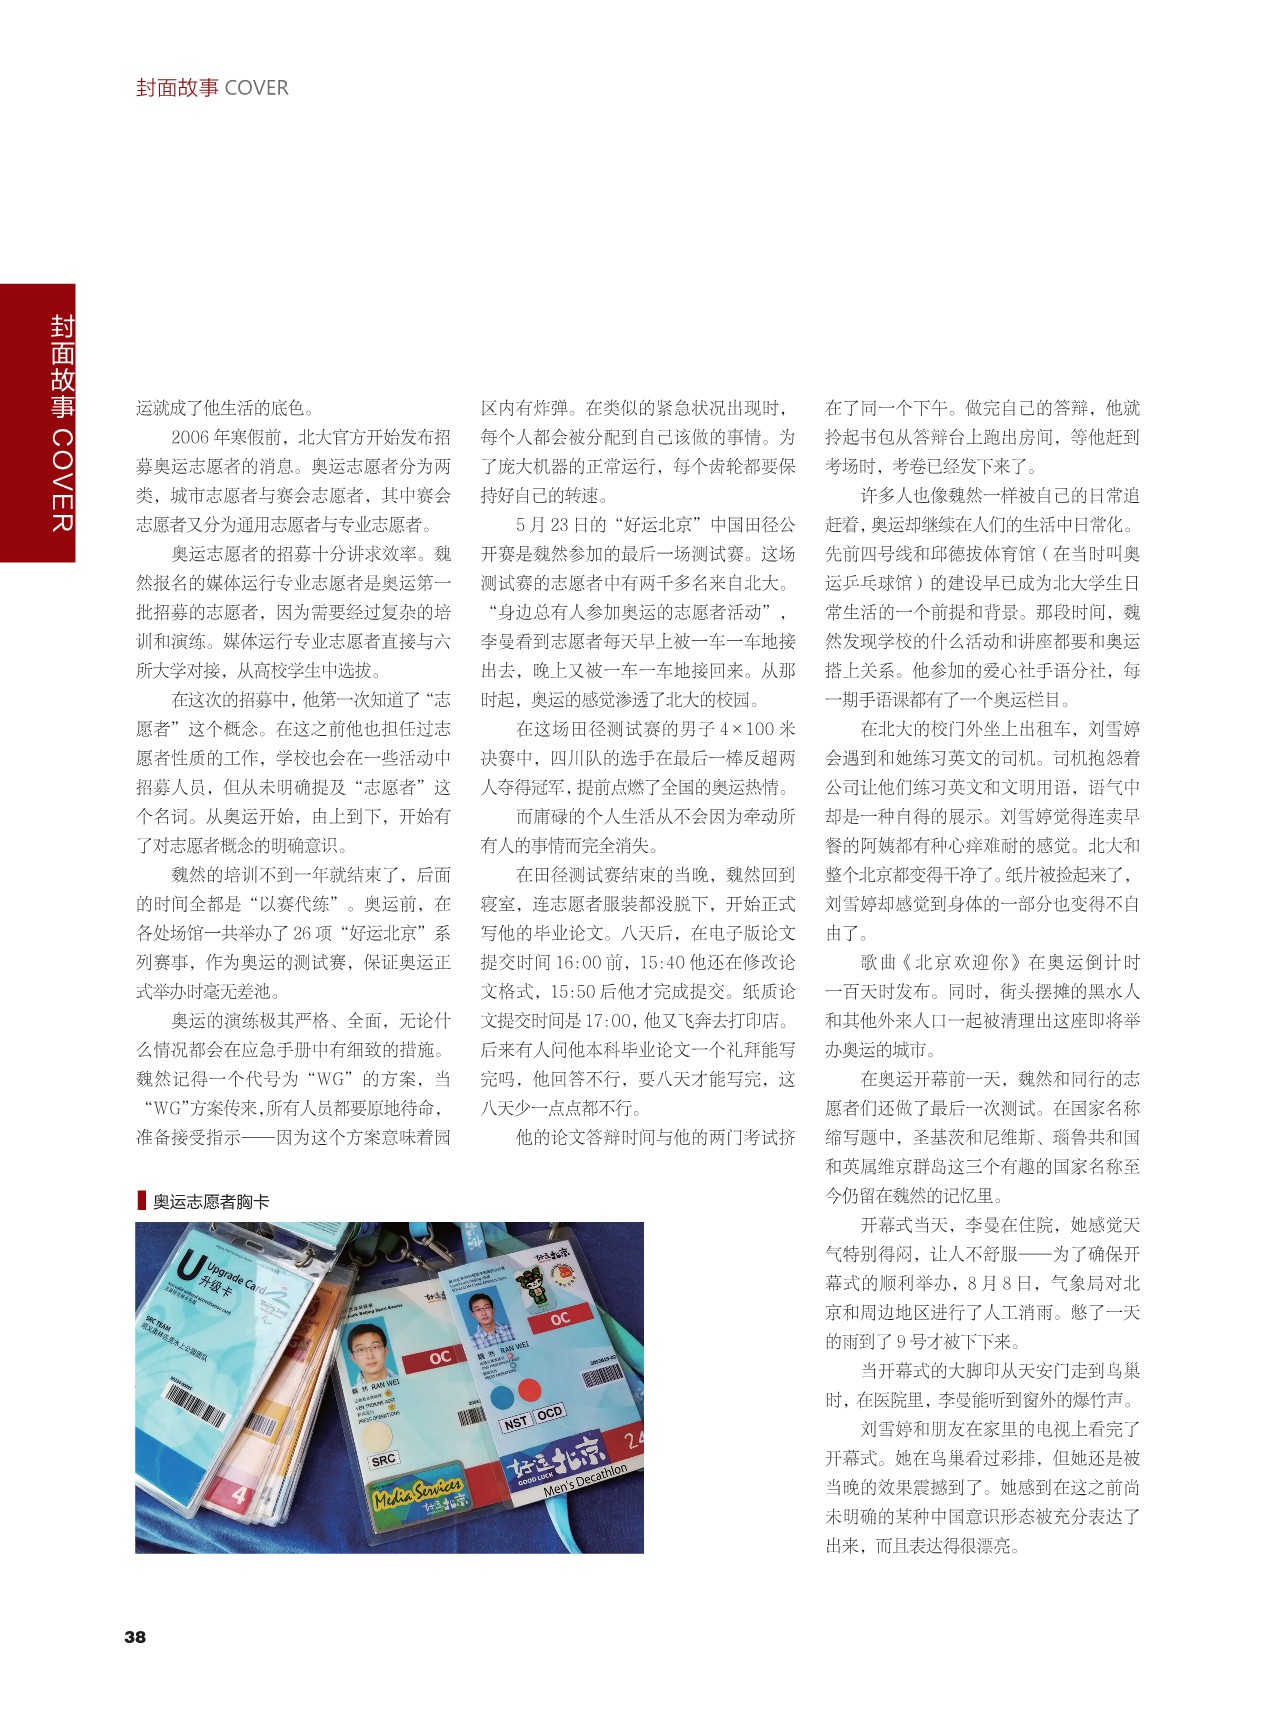 封面故事 COVER
封面故事 COVER
运就成了他生活的底色。
2006 年寒假前，北大官方开始发布招
募奥运志愿者的消息。奥运志愿者分为两
类，城市志愿者与赛会志愿者，其中赛会
志愿者又分为通用志愿者与专业志愿者。
奥运志愿者的招募十分讲求效率。魏
然报名的媒体运行专业志愿者是奥运第一
批招募的志愿者，因为需要经过复杂的培
训和演练。媒体运行专业志愿者直接与六
所大学对接，从高校学生中选拔。
在这次的招募中，他第一次知道了“志
愿者”这个概念。在这之前他也担任过志
愿者性质的工作，学校也会在一些活动中
招募人员，但从未明确提及“志愿者”这
个名词。从奥运开始，由上到下，开始有
了对志愿者概念的明确意识。
魏然的培训不到一年就结束了，后面
的时间全都是“以赛代练”。奥运前，在
各处场馆一共举办了 26 项“好运北京”系
列赛事，作为奥运的测试赛，保证奥运正
式举办时毫无差池。
奥运的演练极其严格、全面，无论什
么情况都会在应急手册中有细致的措施。
魏然记得一个代号为“WG”的方案，当
“WG”方案传来，所有人员都要原地待命，
准备接受指示——因为这个方案意味着园
区内有炸弹。在类似的紧急状况出现时，
每个人都会被分配到自己该做的事情。为
了庞大机器的正常运行，每个齿轮都要保
持好自己的转速。
5 月 23 日的“好运北京”中国田径公
开赛是魏然参加的最后一场测试赛。这场
测试赛的志愿者中有两千多名来自北大。
“身边总有人参加奥运的志愿者活动”，
李曼看到志愿者每天早上被一车一车地接
出去，晚上又被一车一车地接回来。从那
时起，奥运的感觉渗透了北大的校园。
在这场田径测试赛的男子 4×100 米
决赛中，四川队的选手在最后一棒反超两
人夺得冠军，提前点燃了全国的奥运热情。
而庸碌的个人生活从不会因为牵动所
有人的事情而完全消失。
在田径测试赛结束的当晚，魏然回到
寝室，连志愿者服装都没脱下，开始正式
写他的毕业论文。八天后，在电子版论文
提交时间 16:00 前，15:40 他还在修改论
文格式，15:50 后他才完成提交。纸质论
文提交时间是 17:00，他又飞奔去打印店。
后来有人问他本科毕业论文一个礼拜能写
完吗，他回答不行，要八天才能写完，这
八天少一点点都不行。
他的论文答辩时间与他的两门考试挤
在了同一个下午。做完自己的答辩，他就
拎起书包从答辩台上跑出房间，等他赶到
考场时，考卷已经发下来了。
许多人也像魏然一样被自己的日常追
赶着，奥运却继续在人们的生活中日常化。
先前四号线和邱德拔体育馆（在当时叫奥
运乒乓球馆）的建设早已成为北大学生日
常生活的一个前提和背景。那段时间，魏
然发现学校的什么活动和讲座都要和奥运
搭上关系。他参加的爱心社手语分社，每
一期手语课都有了一个奥运栏目。
在北大的校门外坐上出租车，刘雪婷
会遇到和她练习英文的司机。司机抱怨着
公司让他们练习英文和文明用语，语气中
却是一种自得的展示。刘雪婷觉得连卖早
餐的阿姨都有种心痒难耐的感觉。北大和
整个北京都变得干净了。纸片被捡起来了，
刘雪婷却感觉到身体的一部分也变得不自
由了。
歌曲《北京欢迎你》在奥运倒计时
一百天时发布。同时，街头摆摊的黑水人
和其他外来人口一起被清理出这座即将举
办奥运的城市。
在奥运开幕前一天，魏然和同行的志
愿者们还做了最后一次测试。在国家名称
缩写题中，圣基茨和尼维斯、瑙鲁共和国
和英属维京群岛这三个有趣的国家名称至
今仍留在魏然的记忆里。
开幕式当天，李曼在住院，她感觉天
气特别得闷，让人不舒服——为了确保开
幕式的顺利举办，8 月 8 日，气象局对北
京和周边地区进行了人工消雨。憋了一天
的雨到了 9 号才被下下来。
当开幕式的大脚印从天安门走到鸟巢
时，在医院里，李曼能听到窗外的爆竹声。
刘雪婷和朋友在家里的电视上看完了
开幕式。她在鸟巢看过彩排，但她还是被
当晚的效果震撼到了。她感到在这之前尚
未明确的某种中国意识形态被充分表达了
出来，而且表达得很漂亮。
奥运志愿者胸卡
U Upgrade Card
升级卡
SRC TEAM
顺义奥林匹克水上公园团队
4
OC
魏 然 RAN WEI
PRESS OPERATIONS
SRC
Media Services
好运北京
OC
魏 然 RAN WEI
NST OCD
好运北京
GOOD LUCK
24
Men's Decathlon
38